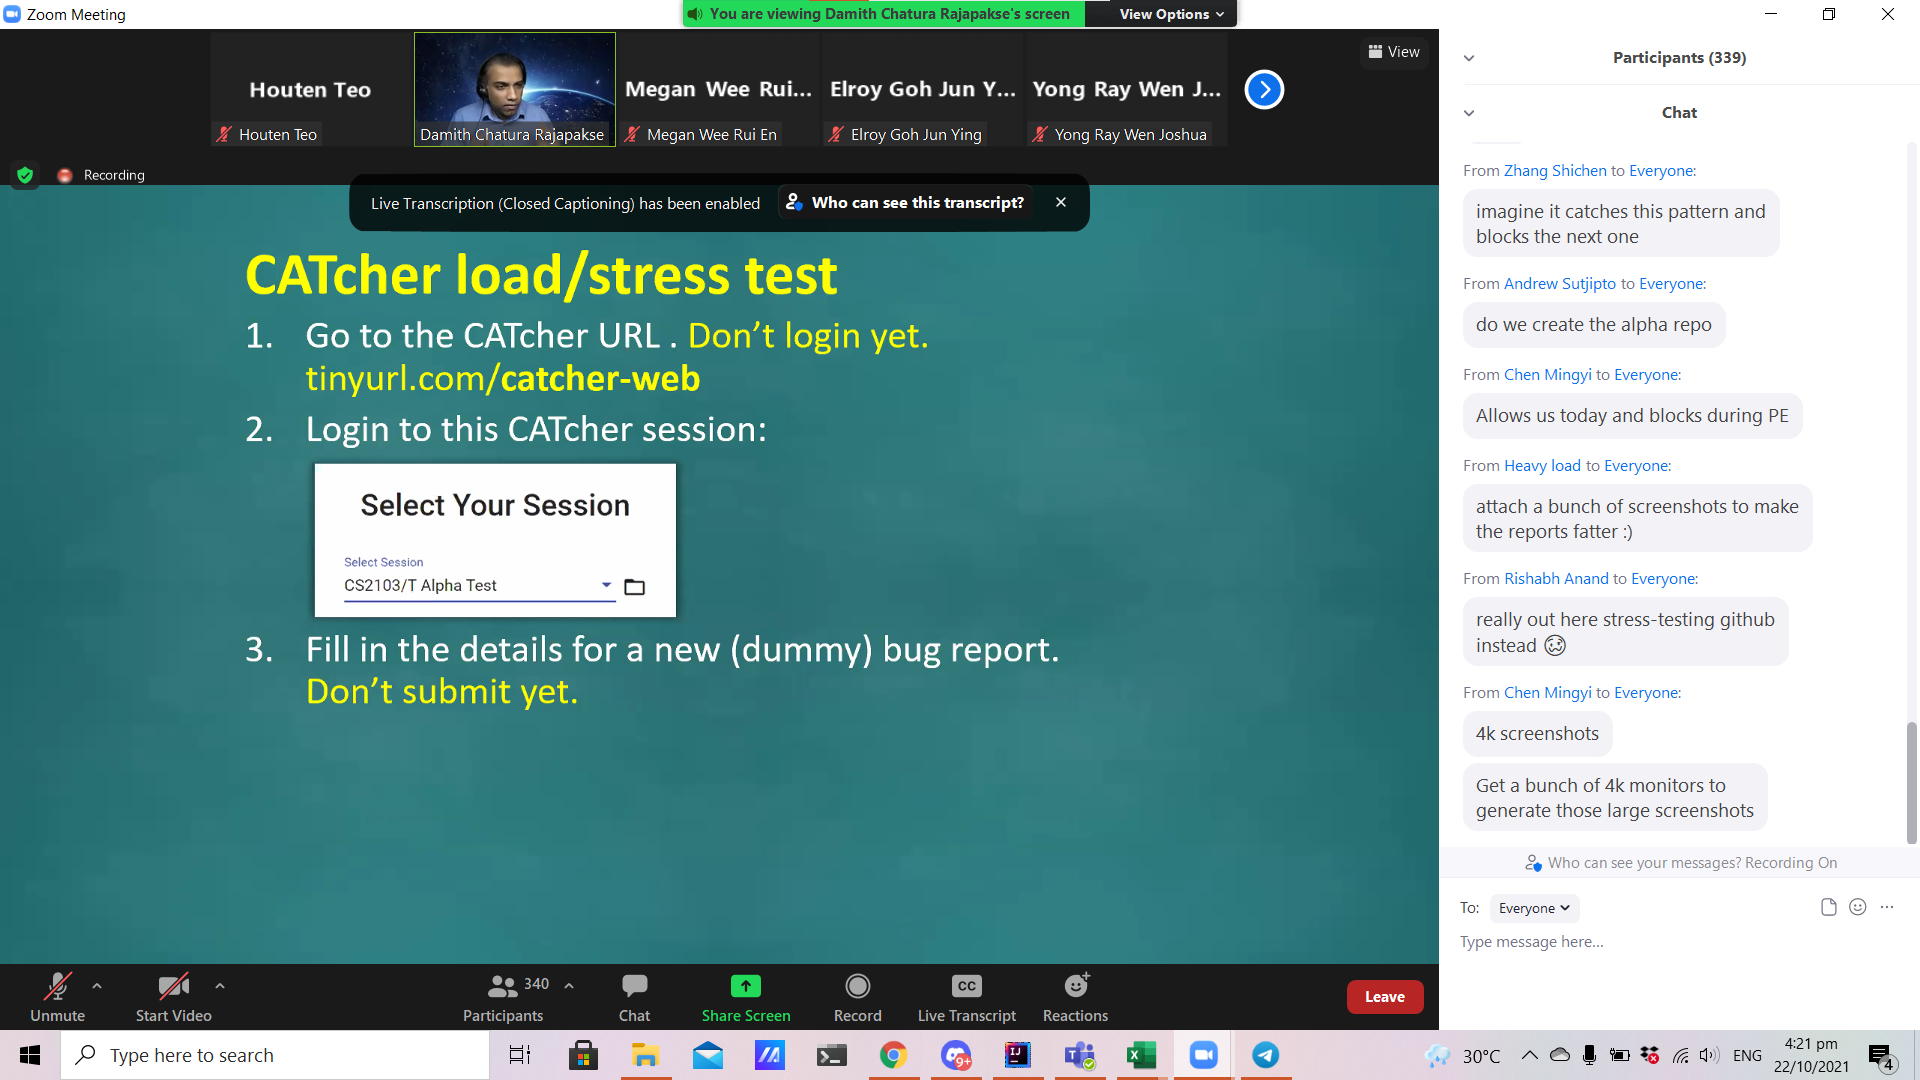 Zoom Meeting
You are viewing Damith Chatura Rajapakse's screen
View Options
Houten Teo
Houten Teo
Damith Chatura Rajapakse
Megan Wee Rui...
Megan Wee Rui En
Elroy Goh Jun Y...
Elroy Goh Jun Ying
Yong Ray Wen J...
Yong Ray Wen Joshua
View
Recording
Live Transcription (Closed Captioning) has been enabled
Who can see this transcript?
CATcher load/stress test
1. Go to the CATcher URL . Don't login yet.
tinyurl.com/catcher-web
2. Login to this CATcher session:
Select Your Session
Select Session
CS2103/T Alpha Test
3. Fill in the details for a new (dummy) bug report.
Don't submit yet.
Participants (339)
Chat
From Zhang Shichen to Everyone:
imagine it catches this pattern and
blocks the next one
From Andrew Sutjipto to Everyone:
do we create the alpha repo
From Chen Mingyi to Everyone:
Allows us today and blocks during PE
From Heavy load to Everyone:
attach a bunch of screenshots to make
the reports fatter :)
From Rishabh Anand to Everyone:
really out here stress-testing github
instead 🥴
From Chen Mingyi to Everyone:
4k screenshots
Get a bunch of 4k monitors to
generate those large screenshots
Who can see your messages? Recording On
To: Everyone
Type message here...
Unmute
Start Video
340
Participants
Chat
Share Screen
Record
CC
Live Transcript
Reactions
Leave
Type here to search
9+
IJ
30°C
ENG
4:21 pm
22/10/2021
4